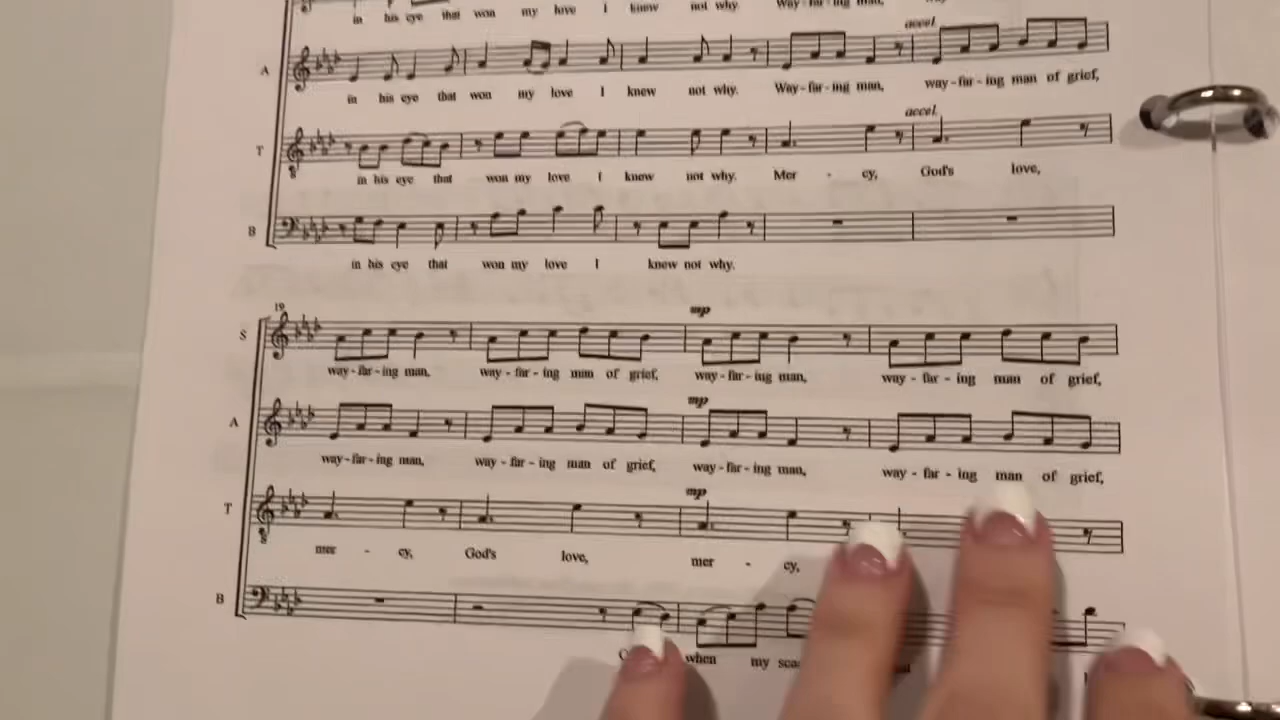 in his eye that won my love I knew not why. Way-far-ing man,
accel.
A
in his eye that won my love I knew not why. Way-far-ing man, way-far-ing man of grief,
accel.
T
in his eye that won my love I knew not why. Mer - cy, God's love,
B
in his eye that won my love I knew not why.
19
mp
S
way-far-ing man, way-far-ing man of grief, way-far-ing man, way-far-ing man of grief,
mp
A
way-far-ing man, way-far-ing man of grief, way-far-ing man, way-far-ing man of grief,
mp
T
mer - cy, God's love, mer - cy,
B
when my